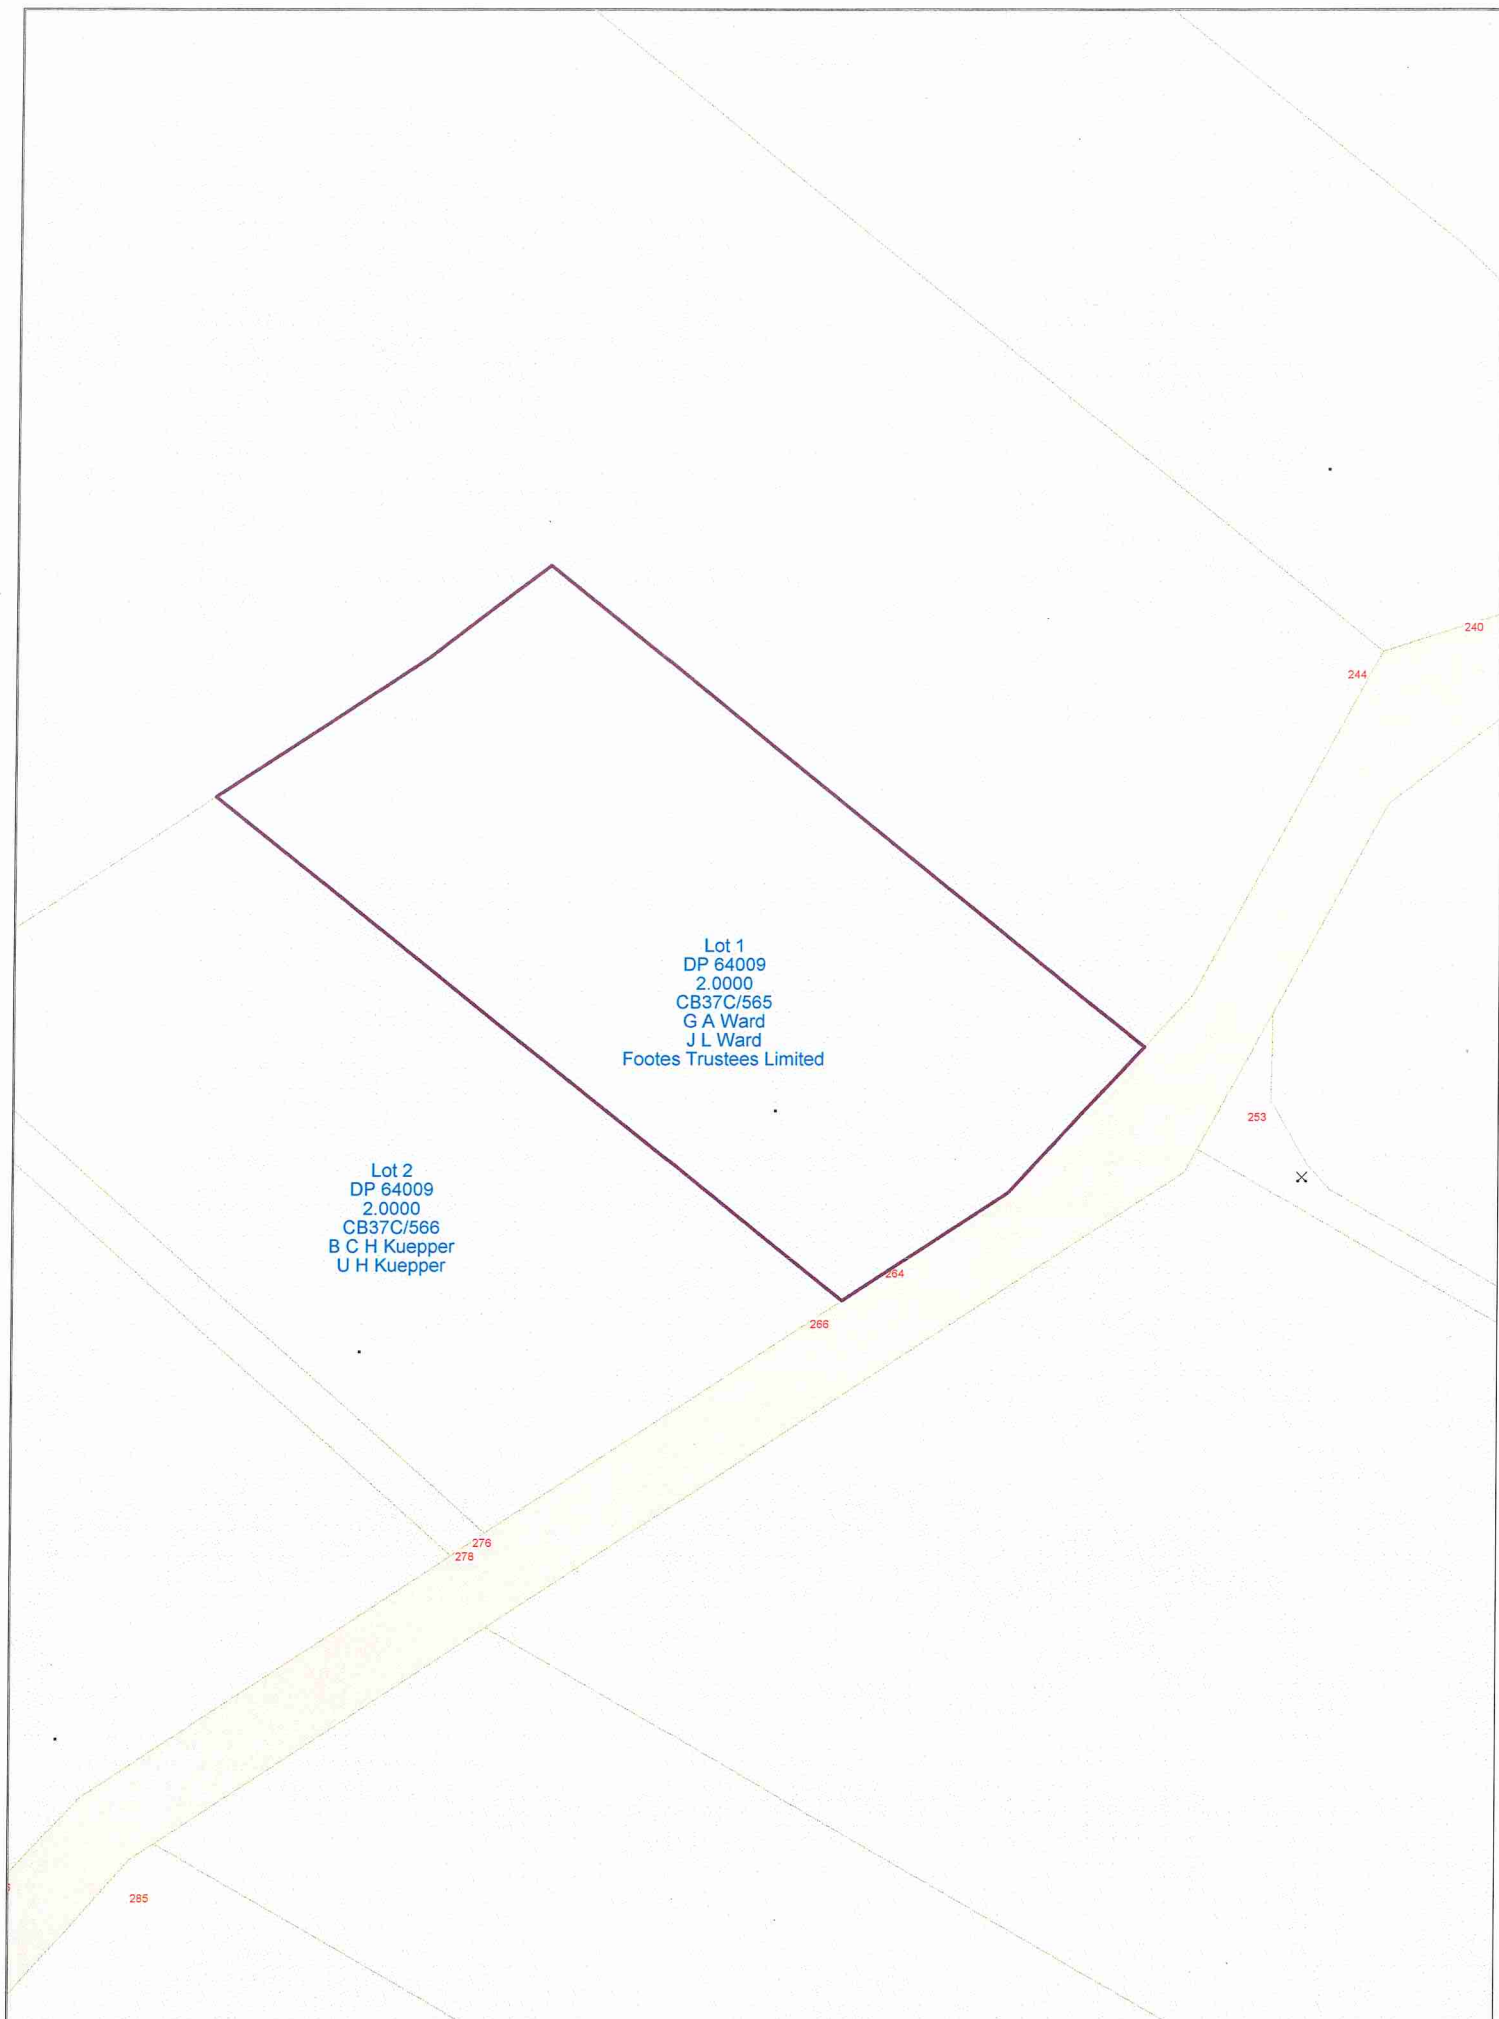 240
244
Lot 1
DP 64009
2.0000
CB37C/565
G A Ward
J L Ward
Footes Trustees Limited
253
Lot 2
DP 64009
2.0000
CB37C/566
B C H Kuepper
U H Kuepper
264
266
276
278
285